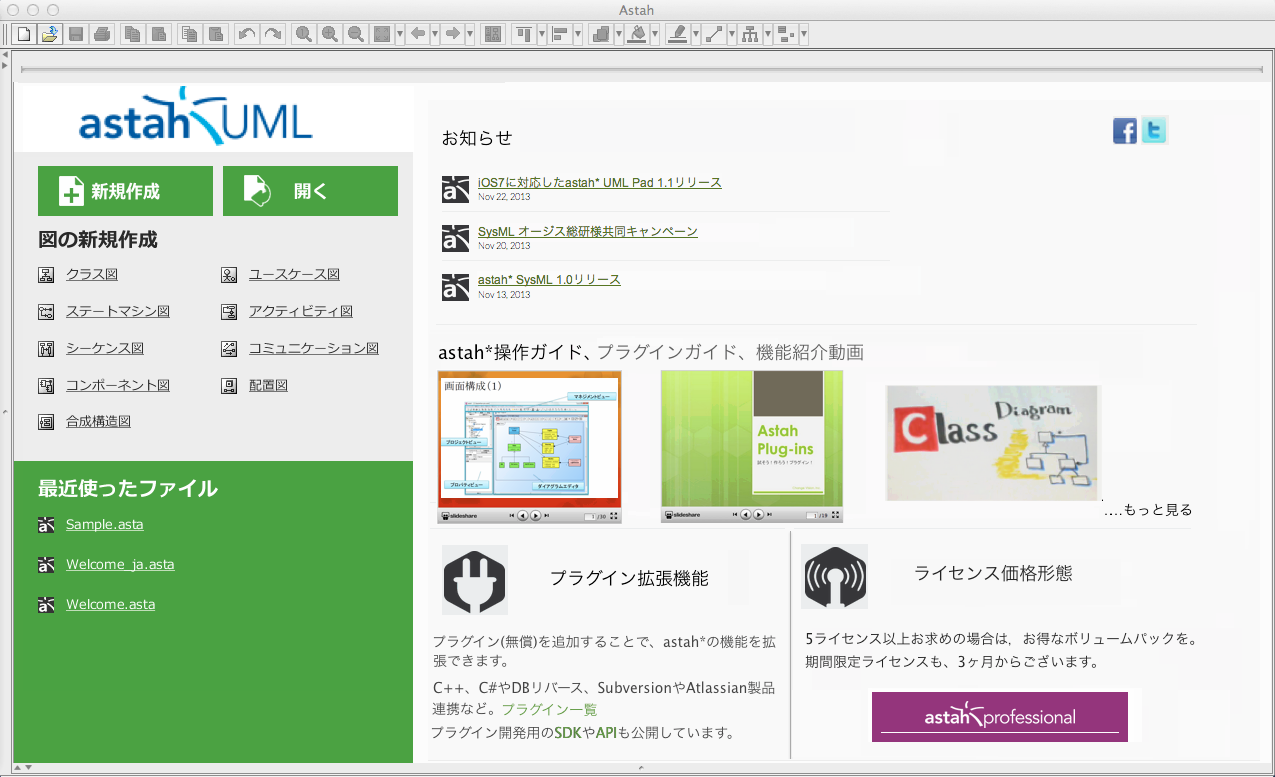 Astah
astah* UML
新規作成
開く
図の新規作成
クラス図
ユースケース図
ステートマシン図
アクティビティ図
シーケンス図
コミュニケーション図
コンポーネント図
配置図
合成構造図
最近使ったファイル
Sample.asta
Welcome_ja.asta
Welcome.asta
お知らせ
iOS7に対応したastah* UML Pad 1.1リリース
Nov 22, 2013
SysML オージス総研様共同キャンペーン
Nov 20, 2013
astah* SysML 1.0リリース
Nov 13, 2013
astah*操作ガイド、プラグインガイド、機能紹介動画
画面構成(1)
マネジメントビュー
プロジェクトビュー
プロパティビュー
ダイアグラムエディタ
slideshare
1 /30
Astah
Plug-ins
slideshare
1 /19
Class
Diagram
....もっと見る
プラグイン拡張機能
プラグイン(無償)を追加することで、astah*の機能を拡
張できます。
C++、C#やDBリバース、SubversionやAtlassian製品
連携など。プラグイン一覧
プラグイン開発用のSDKやAPIも公開しています。
ライセンス価格形態
5ライセンス以上お求めの場合は，お得なボリュームパックを。
期間限定ライセンスも、3ヶ月からございます。
astah* professional